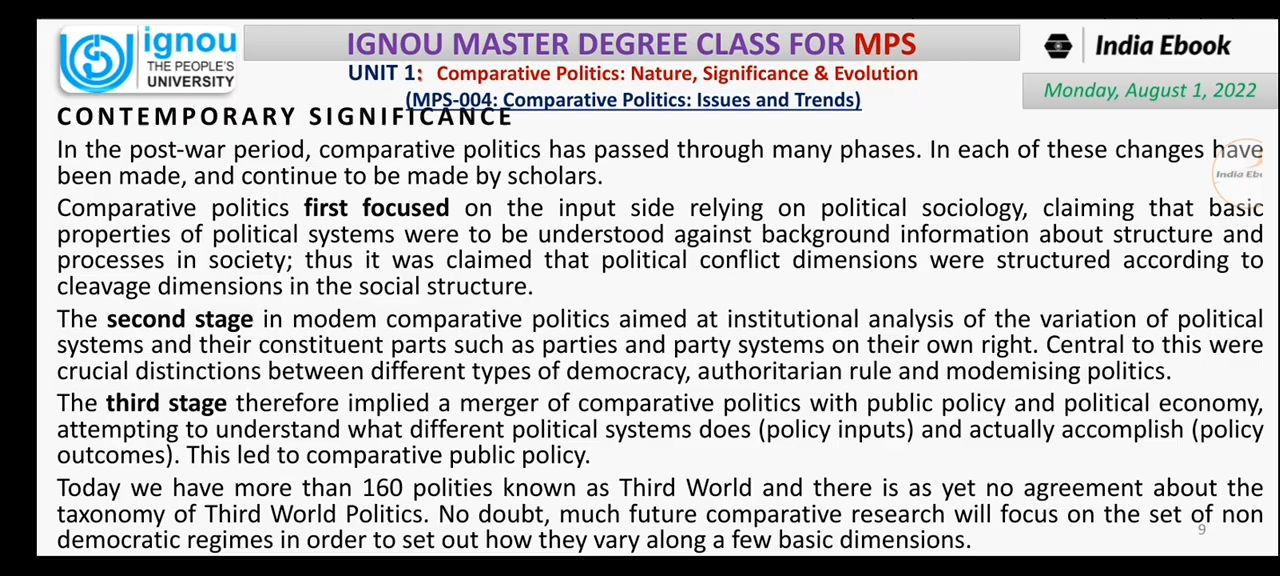 ignou
THE PEOPLE'S
UNIVERSITY
IGNOU MASTER DEGREE CLASS FOR MPS
UNIT 1: Comparative Politics: Nature, Significance & Evolution
(MPS-004: Comparative Politics: Issues and Trends)
India Ebook
Monday, August 1, 2022
CONTEMPORARY SIGNIFICANCE
In the post-war period, comparative politics has passed through many phases. In each of these changes have
been made, and continue to be made by scholars.
India Eb
Comparative politics first focused on the input side relying on political sociology, claiming that basic
properties of political systems were to be understood against background information about structure and
processes in society; thus it was claimed that political conflict dimensions were structured according to
cleavage dimensions in the social structure.
The second stage in modem comparative politics aimed at institutional analysis of the variation of political
systems and their constituent parts such as parties and party systems on their own right. Central to this were
crucial distinctions between different types of democracy, authoritarian rule and modemising politics.
The third stage therefore implied a merger of comparative politics with public policy and political economy,
attempting to understand what different political systems does (policy inputs) and actually accomplish (policy
outcomes). This led to comparative public policy.
Today we have more than 160 polities known as Third World and there is as yet no agreement about the
taxonomy of Third World Politics. No doubt, much future comparative research will focus on the set of non
democratic regimes in order to set out how they vary along a few basic dimensions.
9